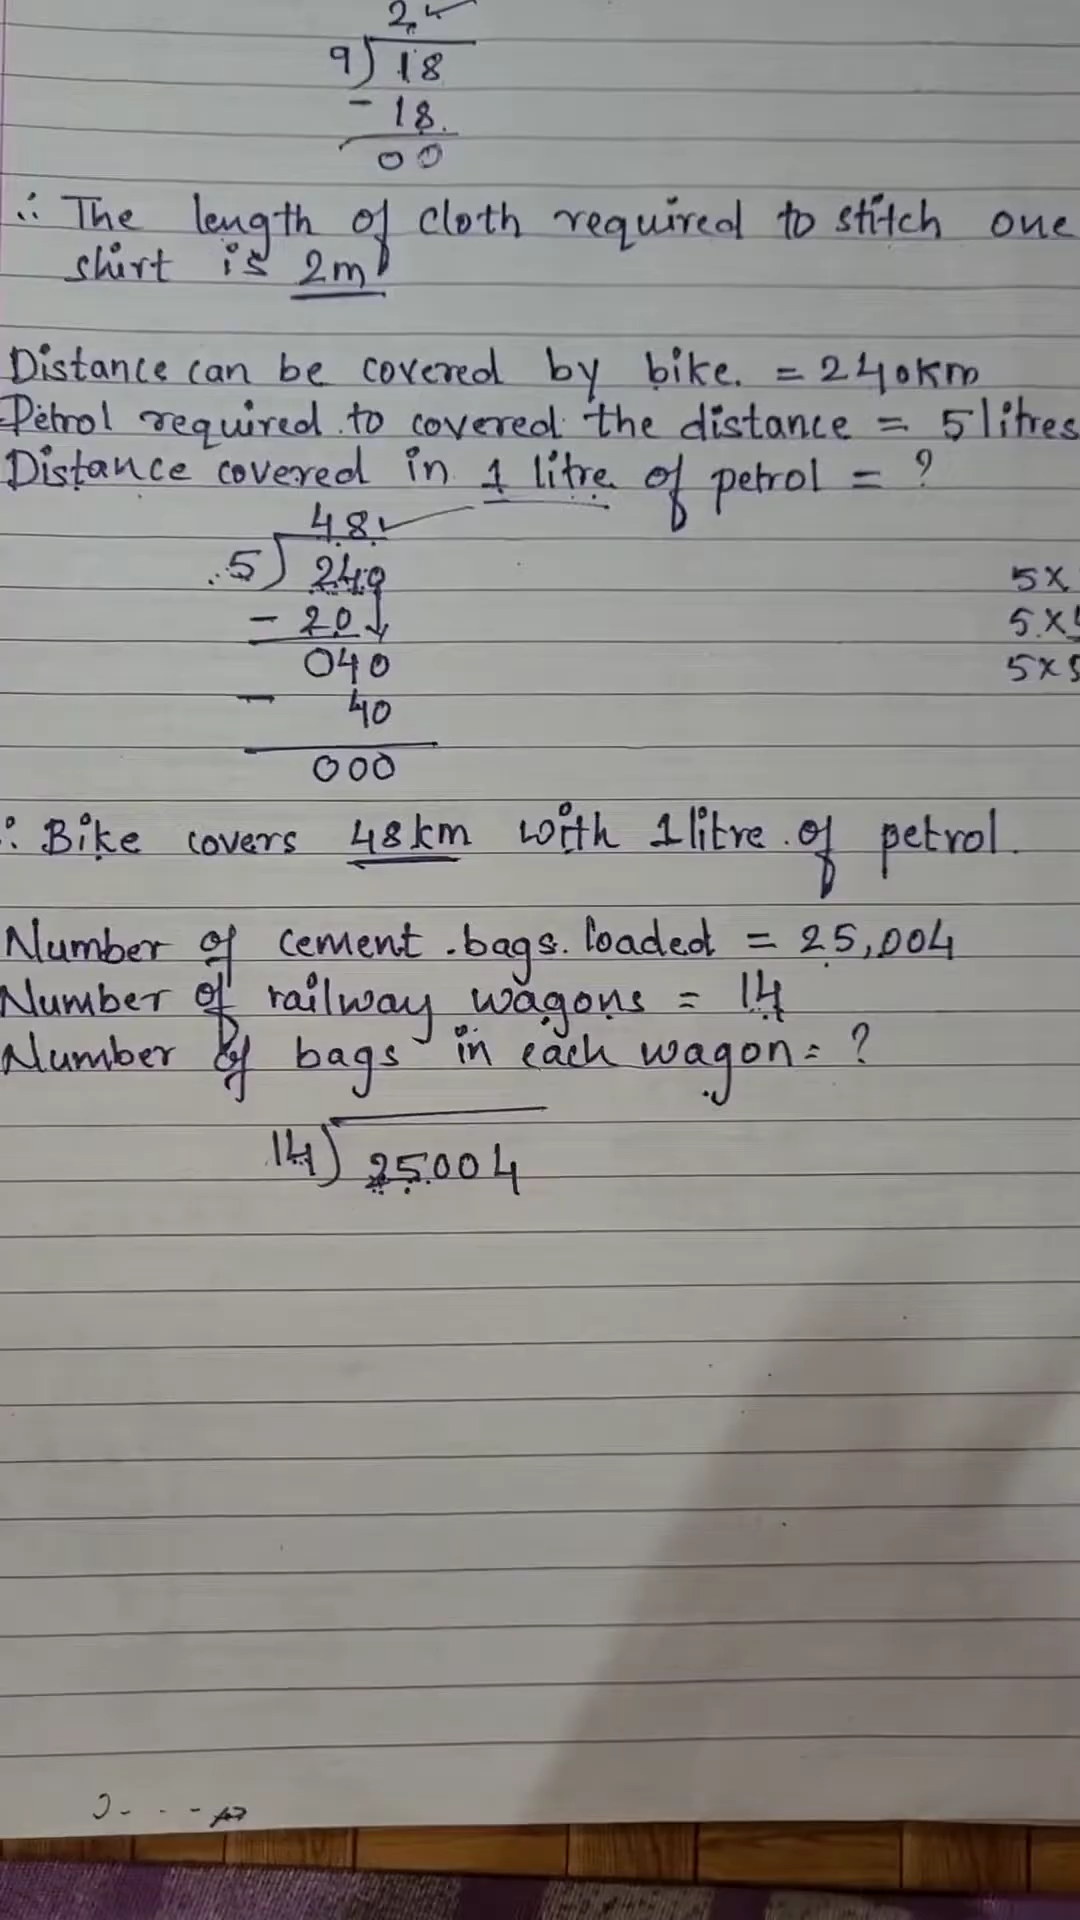 2
9) 18
- 18
00
∴ The length of cloth required to stitch one
shirt is 2m
Distance can be covered by bike. = 240km
Petrol required to covered the distance = 5 litres
Distance covered in 1 litre of petrol = ?
48
5) 240
- 20
040
- 40
000
5x
5x
5x
∴ Bike covers 48km with 1 litre of petrol.
Number of cement bags loaded = 25,004
Number of railway wagons = 14
Number of bags in each wagon = ?
14) 25004